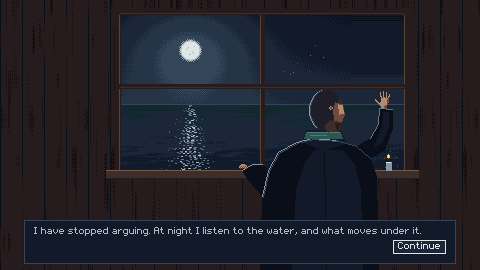 I have stopped arguing. At night I listen to the water, and what moves under it.
Continue